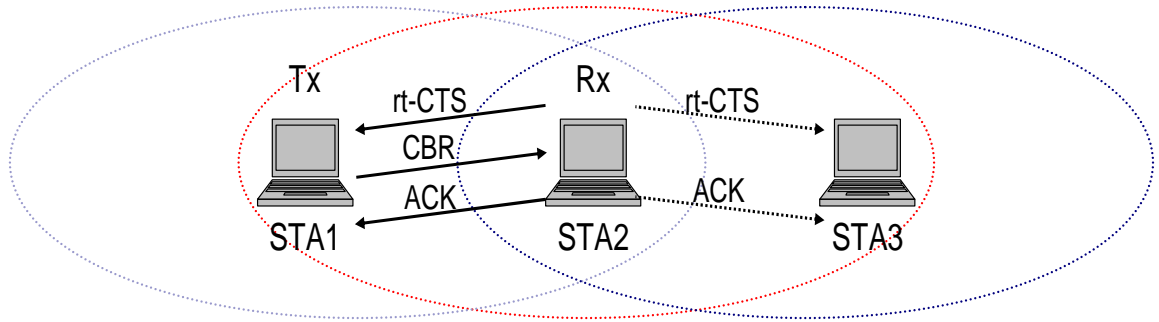 Tx
Rx
rt-CTS
rt-CTS
CBR
ACK
ACK
STA1
STA2
STA3